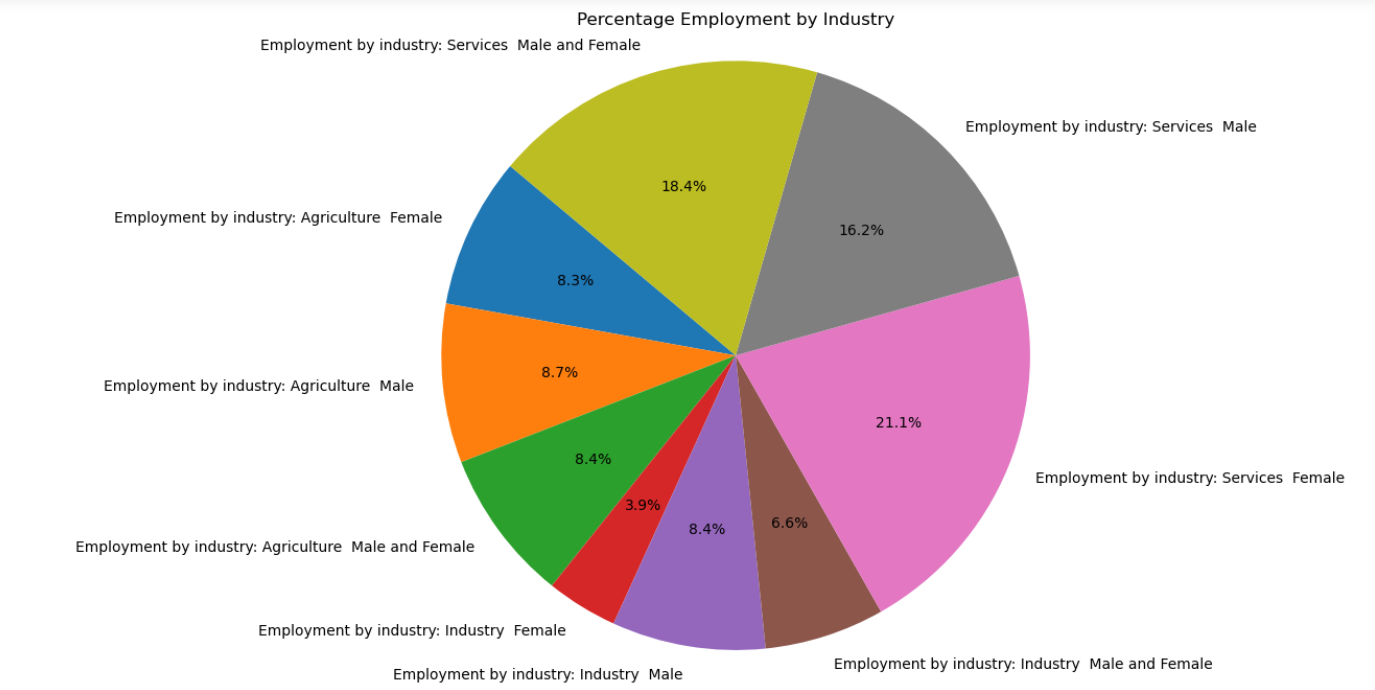 Percentage Employment by Industry
Employment by industry: Services  Male and Female
Employment by industry: Services  Male
18.4%
16.2%
Employment by industry: Agriculture  Female
8.3%
Employment by industry: Agriculture  Male
8.7%
21.1%
Employment by industry: Services  Female
8.4%
3.9%
8.4%
6.6%
Employment by industry: Agriculture  Male and Female
Employment by industry: Industry  Female
Employment by industry: Industry  Male
Employment by industry: Industry  Male and Female